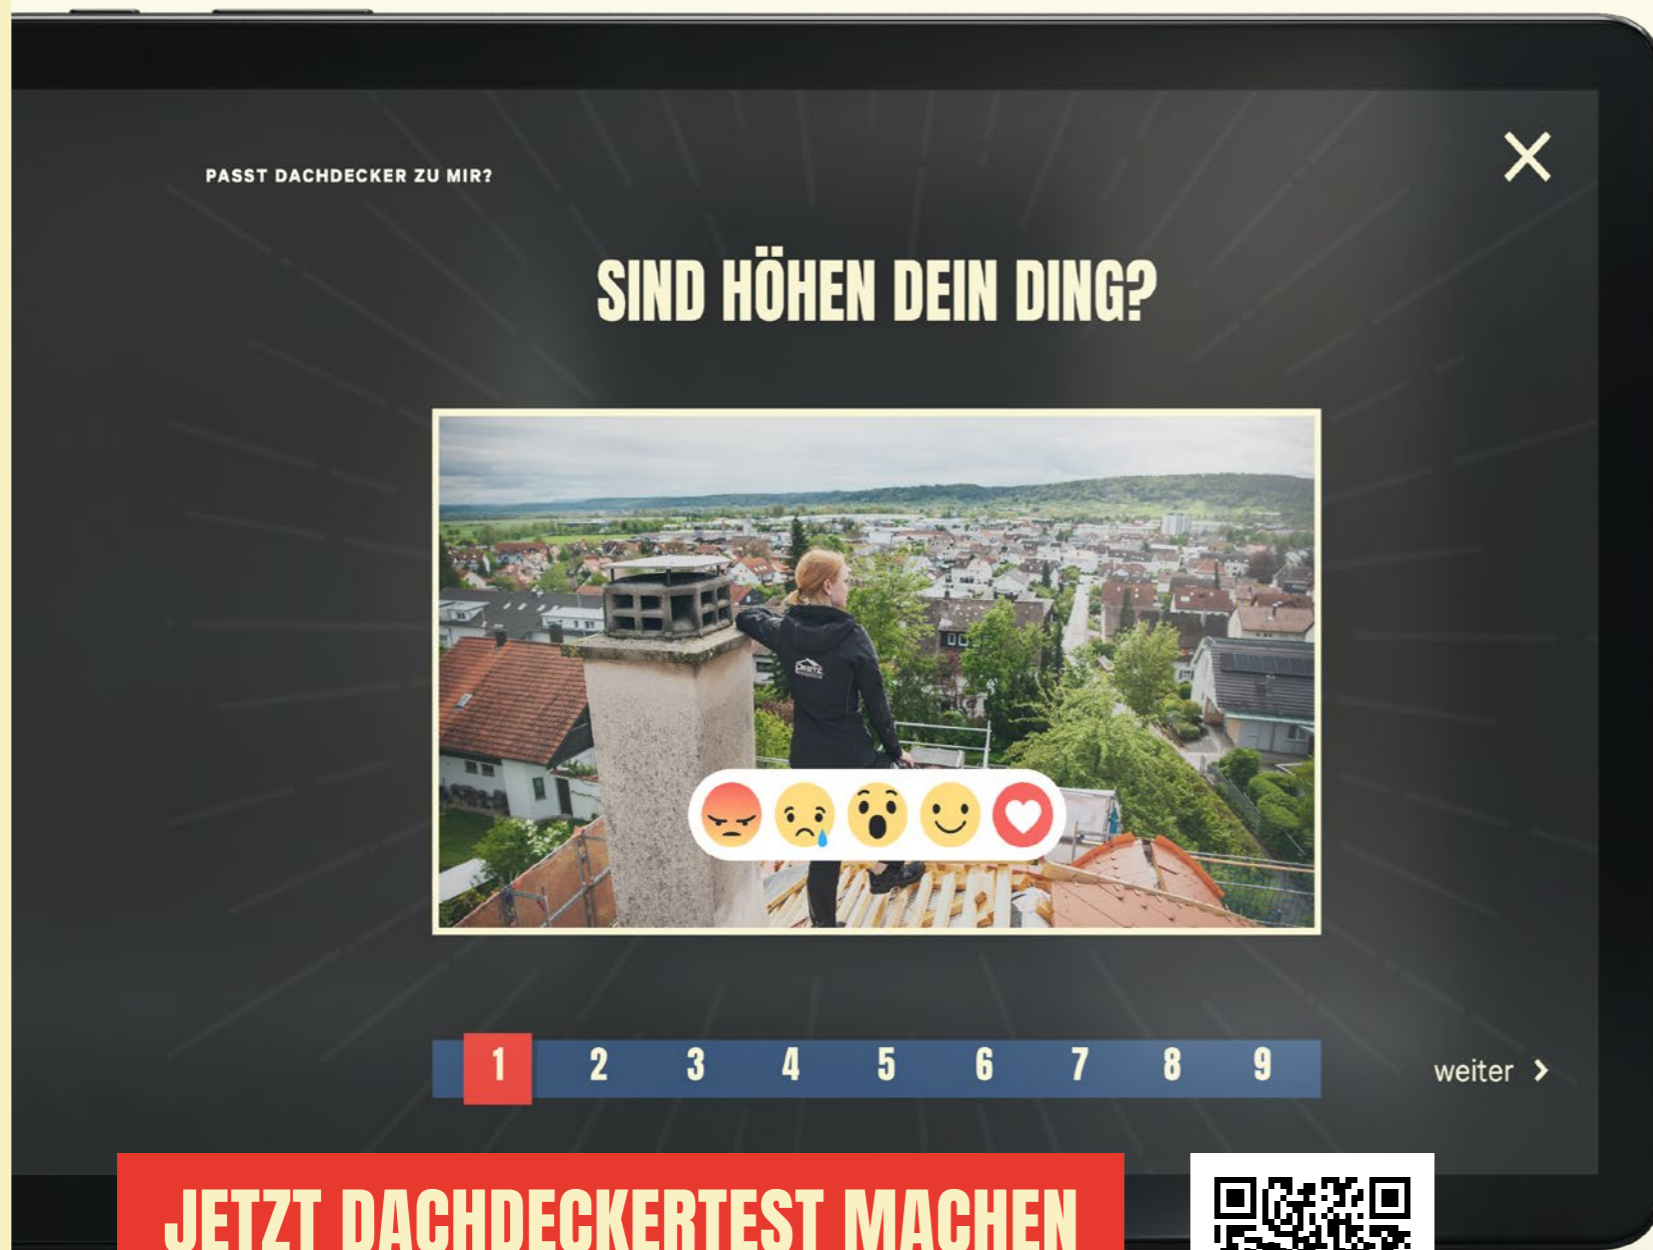 PASST DACHDECKER ZU MIR?
SIND HÖHEN DEIN DING?
1 2 3 4 5 6 7 8 9
weiter >
JETZT DACHDECKERTEST MACHEN